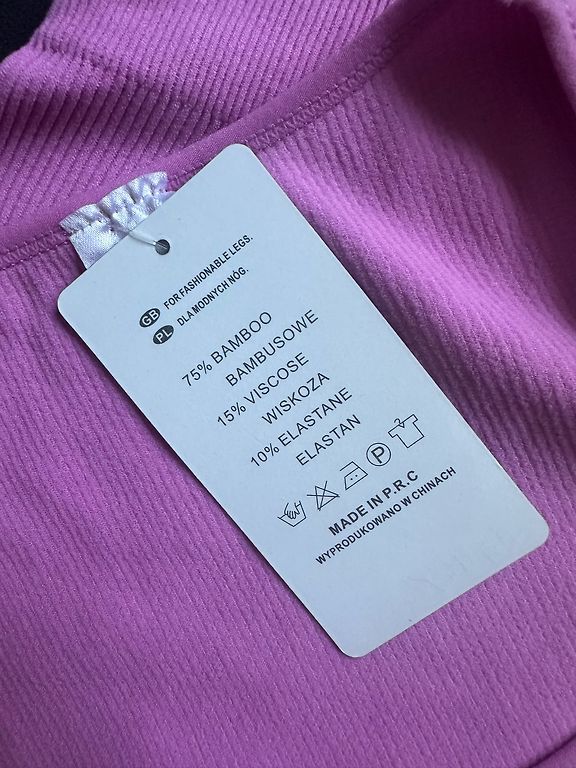 GB FOR FASHIONABLE LEGS.
PL DLA MODNYCH NÓG.
75% BAMBOO
BAMBUSOWE
15% VISCOSE
WISKOZA
10% ELASTANE
ELASTAN
P
MADE IN P.R.C
WYPRODUKOWANO W CHINACH